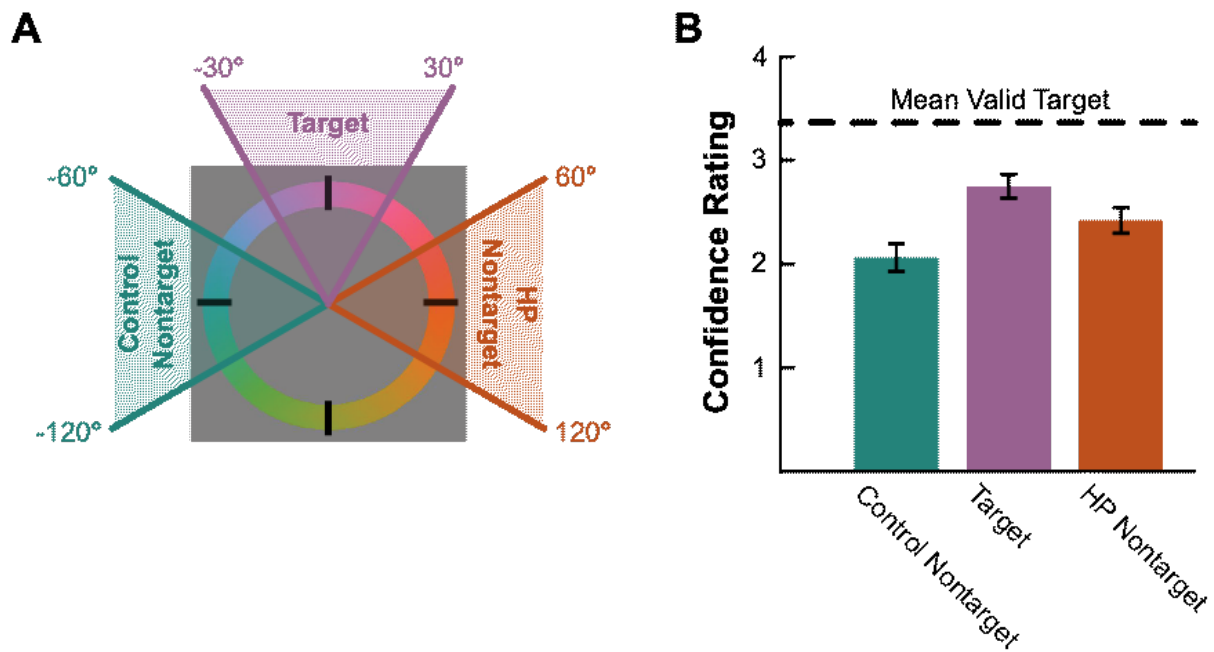 A
-30°
30°
Target
-60°
60°
Control
Nontarget
HP
Nontarget
-120°
120°
B
4
Mean Valid Target
3
2
1
Confidence Rating
Control Nontarget
Target
HP Nontarget